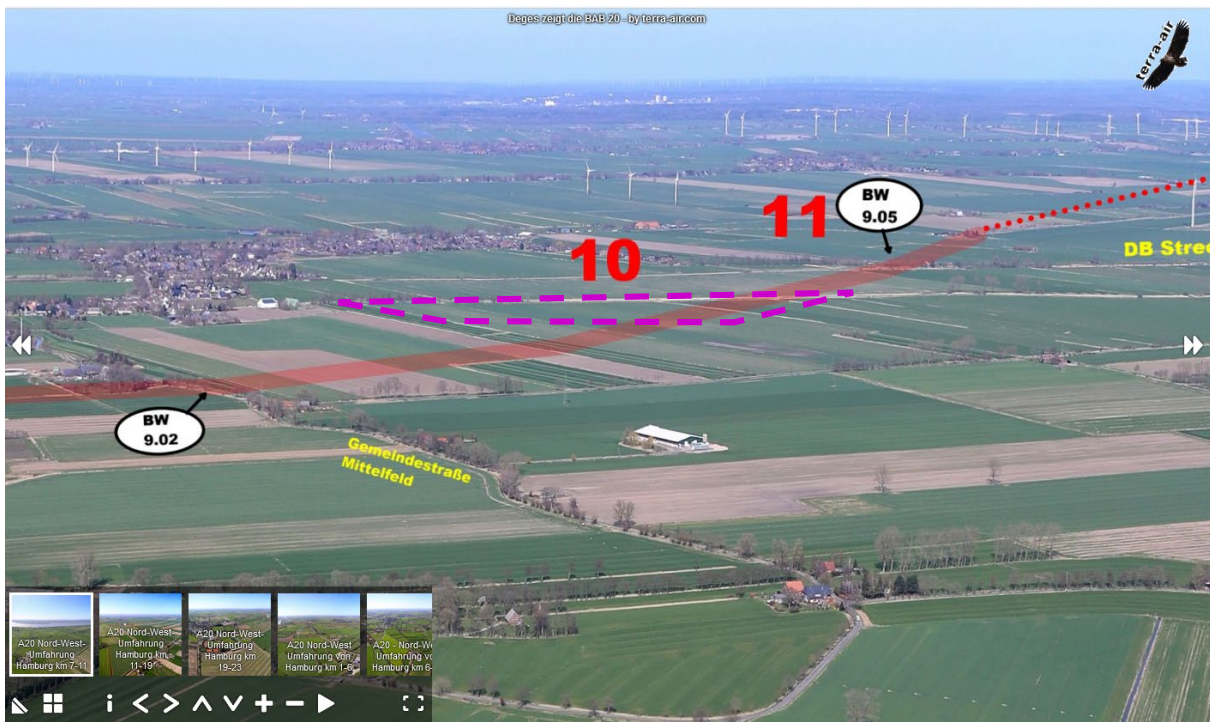 Deges zeigt die BAB 20 - by terra-air.com
terra-air
11
BW
9.05
10
DB Strec
BW
9.02
Gemeindestraße
Mittelfeld
A20 Nord-West-
Umfahrung
Hamburg km 7-11
A20 Nord-West-
Umfahrung
Hamburg km
11-19
A20 Nord-West-
Umfahrung
Hamburg km
19-23
A20 Nord-West
Umfahrung von
Hamburg km 1-6
A20 - Nord-We
Umfahrung vo
Hamburg km 6-